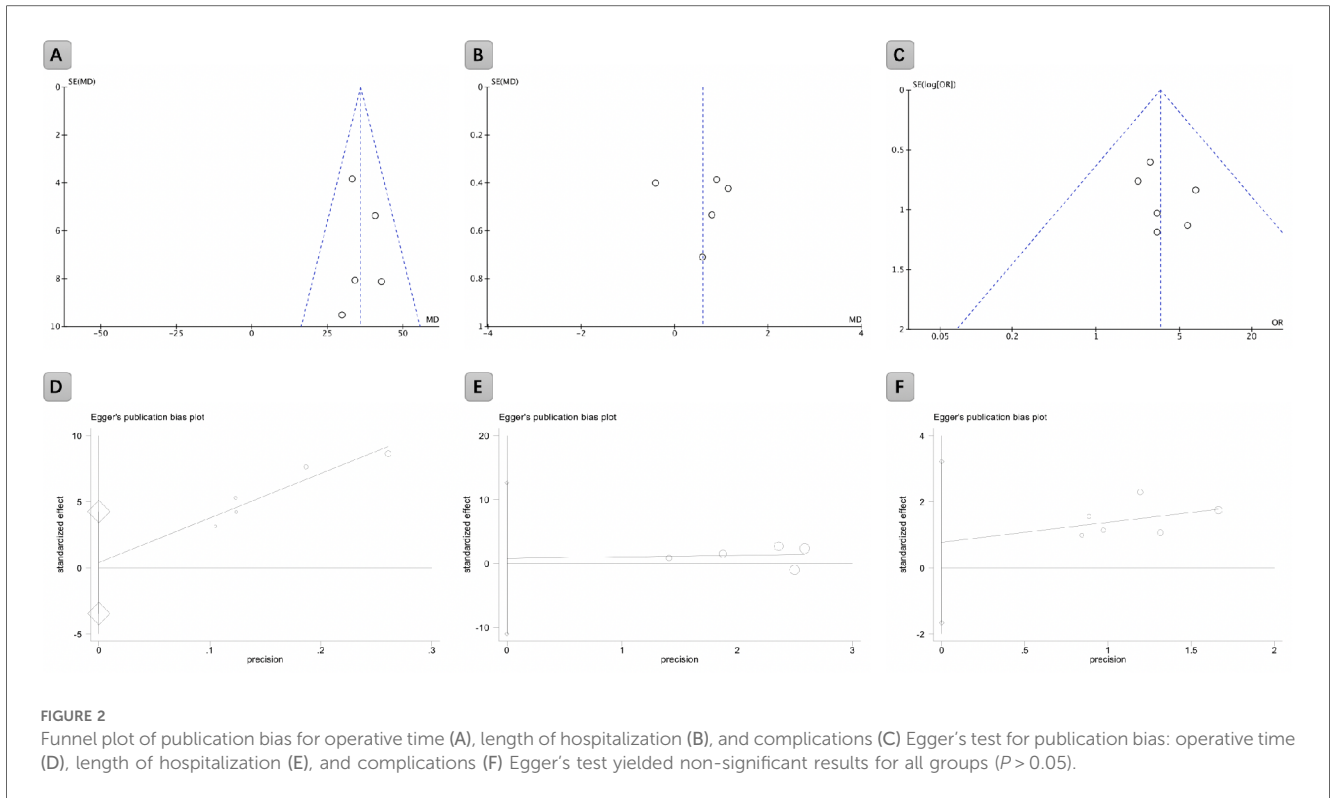 A
SE(MD)
0
2
4
6
8
10
-50
-25
0
25
50
MD
B
SE(MD)
0
0.2
0.4
0.6
0.8
1
-4
-2
0
2
4
MD
C
SE(log[OR])
0
0.5
1
1.5
2
0.05
0.2
1
5
20
OR
D
Egger's publication bias plot
10
5
0
-5
standardized effect
0
.1
.2
.3
precision
E
Egger's publication bias plot
20
10
0
-10
standardized effect
0
1
2
3
precision
F
Egger's publication bias plot
4
2
0
-2
standardized effect
0
.5
1
1.5
2
precision
FIGURE 2
Funnel plot of publication bias for operative time (A), length of hospitalization (B), and complications (C) Egger's test for publication bias: operative time
(D), length of hospitalization (E), and complications (F) Egger's test yielded non-significant results for all groups (P > 0.05).